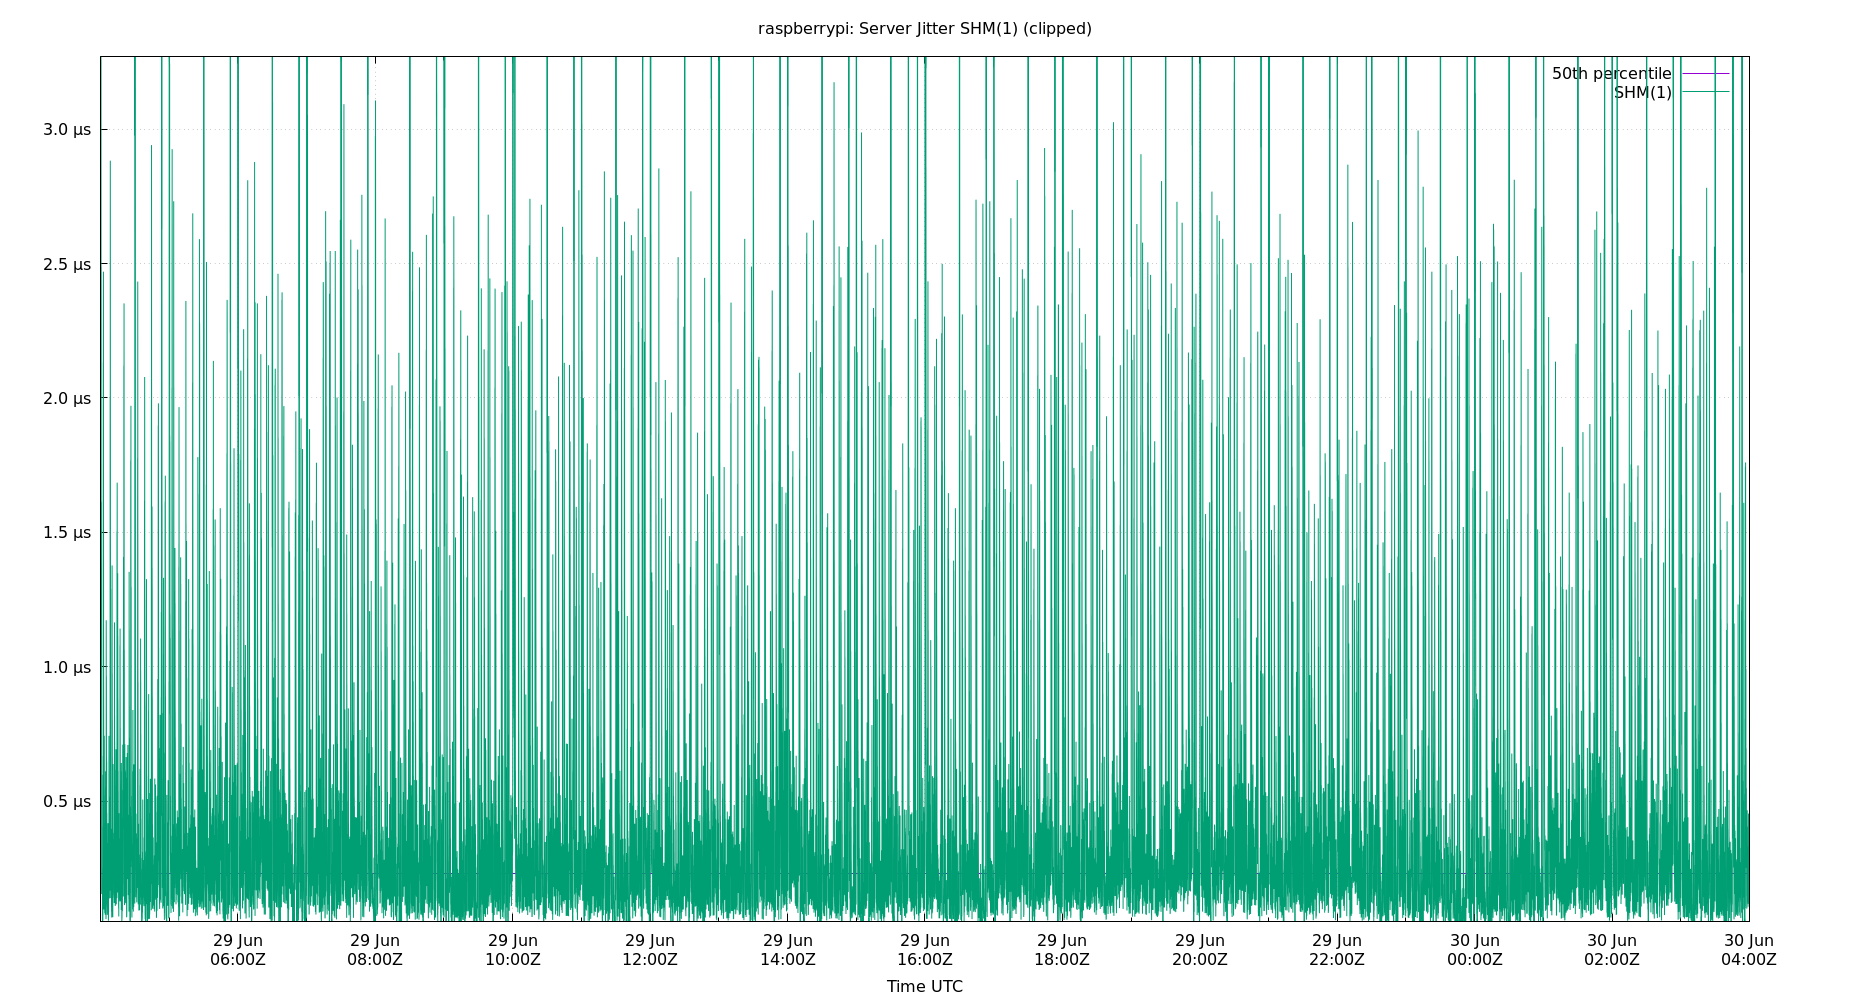 raspberrypi: Server Jitter SHM(1) (clipped)
50th percentile
SHM(1)
3.0 µs
2.5 µs
2.0 µs
1.5 µs
1.0 µs
0.5 µs
29 Jun 29 Jun 29 Jun 29 Jun 29 Jun 29 Jun 29 Jun 29 Jun 29 Jun 30 Jun 30 Jun 30 Jun
06:00Z 08:00Z 10:00Z 12:00Z 14:00Z 16:00Z 18:00Z 20:00Z 22:00Z 00:00Z 02:00Z 04:00Z
Time UTC